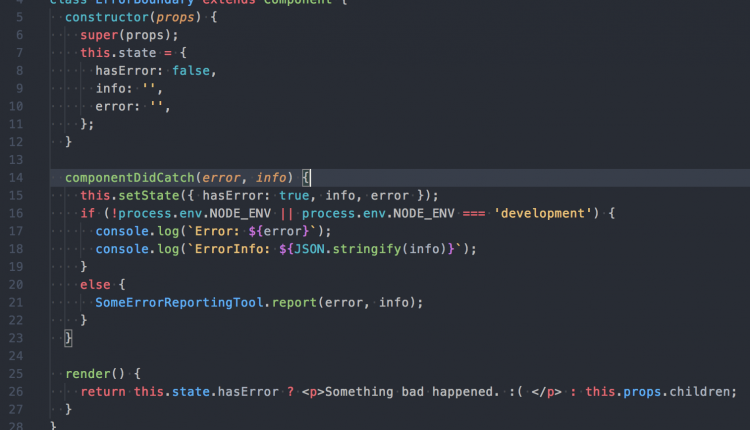 4 class ErrorBoundary extends Component {
5 constructor(props) {
6 super(props);
7 this.state = {
8 hasError: false,
9 info: '',
10 error: '',
11 };
12 }
13
14 componentDidCatch(error, info) {
15 this.setState({ hasError: true, info, error });
16 if (!process.env.NODE_ENV || process.env.NODE_ENV === 'development') {
17 console.log(`Error: ${error}`);
18 console.log(`ErrorInfo: ${JSON.stringify(info)}`);
19 }
20 else {
21 SomeErrorReportingTool.report(error, info);
22 }
23 }
24
25 render() {
26 return this.state.hasError ? <p>Something bad happened. :( </p> : this.props.children;
27 }
28 }